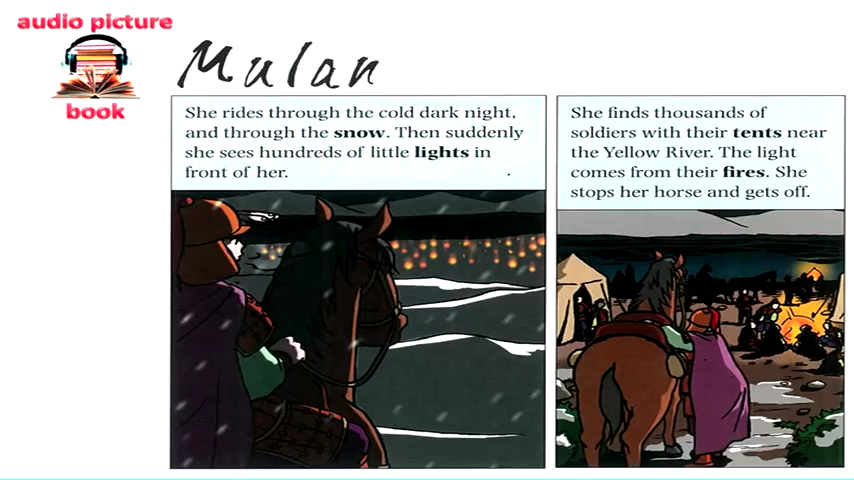 audio picture
book
Mulan
She rides through the cold dark night,
and through the snow. Then suddenly
she sees hundreds of little lights in
front of her.
She finds thousands of
soldiers with their tents near
the Yellow River. The light
comes from their fires. She
stops her horse and gets off.